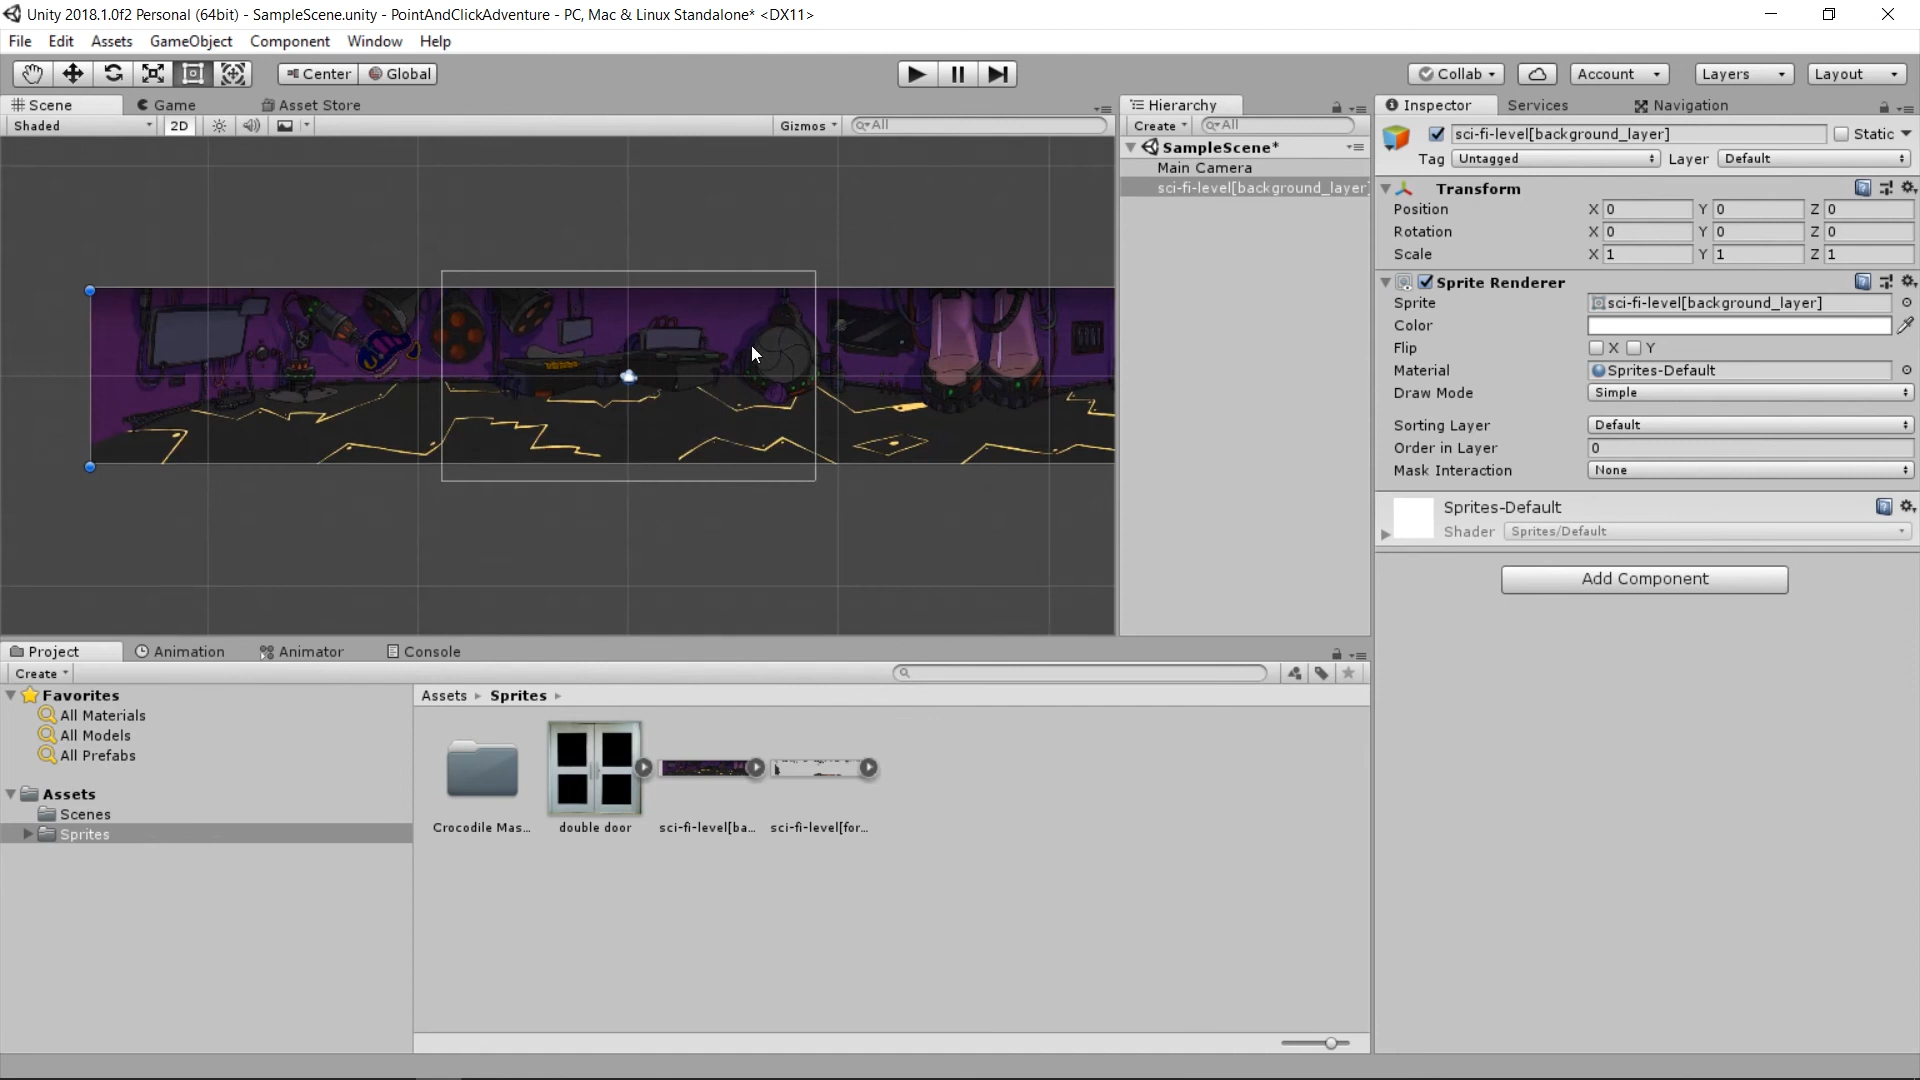 Unity 2018.1.0f2 Personal (64bit) - SampleScene.unity - PointAndClickAdventure - PC, Mac & Linux Standalone* <DX11>
File Edit Assets GameObject Component Window Help
Center Global Collab Account Layers Layout
Scene Game Asset Store
Shaded 2D Gizmos All
Hierarchy
Create All
SampleScene*
Main Camera
sci-fi-level[background_layer]
Inspector Services Navigation
sci-fi-level[background_layer] Static
Tag Untagged Layer Default
Transform
Position X 0 Y 0 Z 0
Rotation X 0 Y 0 Z 0
Scale X 1 Y 1 Z 1
Sprite Renderer
Sprite sci-fi-level[background_layer]
Color
Flip X Y
Material Sprites-Default
Draw Mode Simple
Sorting Layer Default
Order in Layer 0
Mask Interaction None
Sprites-Default
Shader Sprites/Default
Add Component
Project Animation Animator Console
Create
Favorites
All Materials
All Models
All Prefabs
Assets
Scenes
Sprites
Assets Sprites
Crocodile Mas... double door sci-fi-level[ba... sci-fi-level[for...